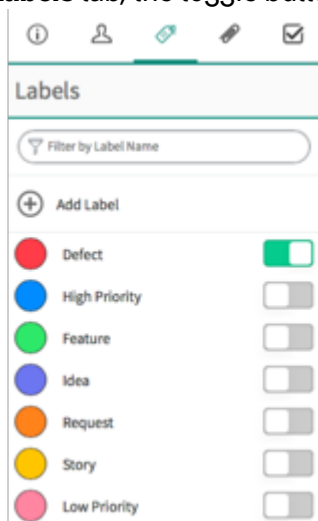 Labels
Filter by Label Name
Add Label
Defect
High Priority
Feature
Idea
Request
Story
Low Priority